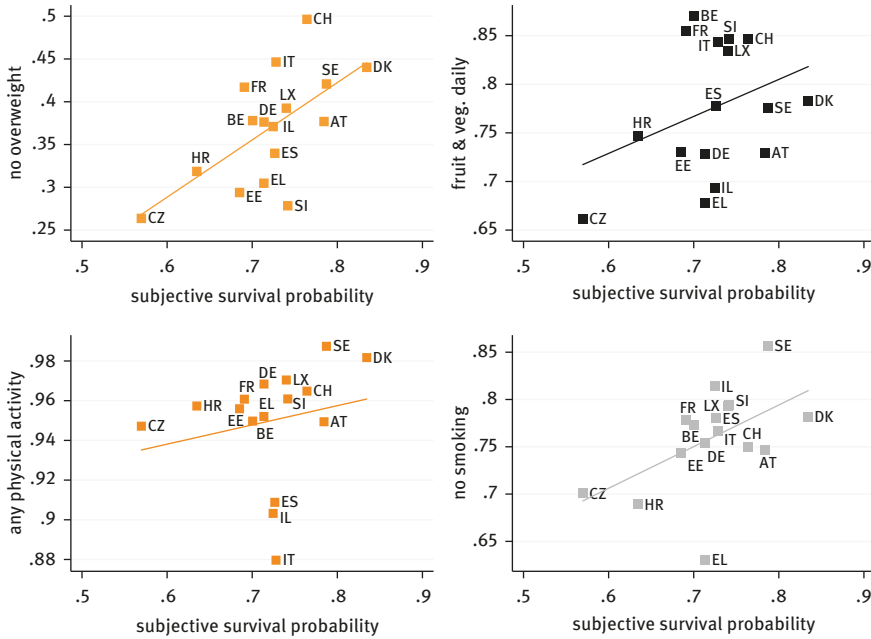 no overweight
.5
.45
.4
.35
.3
.25
CH
IT
FR
SE
DK
LX
BE
DE
IL
AT
HR
ES
EL
EE
SI
CZ
.5 .6 .7 .8 .9
subjective survival probability
fruit & veg. daily
.85
.8
.75
.7
.65
BE
FR
SI
IT
CH
LX
ES
SE
DK
HR
EE
DE
AT
IL
EL
CZ
.5 .6 .7 .8 .9
subjective survival probability
any physical activity
.98
.96
.94
.92
.9
.88
SE
DK
DE
LX
FR
CH
HR
EL
SI
EE
CZ
BE
AT
ES
IL
IT
.5 .6 .7 .8 .9
subjective survival probability
no smoking
.85
.8
.75
.7
.65
SE
IL
SI
FR
LX
ES
DK
BE
IT
CH
EE
DE
AT
CZ
HR
EL
.5 .6 .7 .8 .9
subjective survival probability